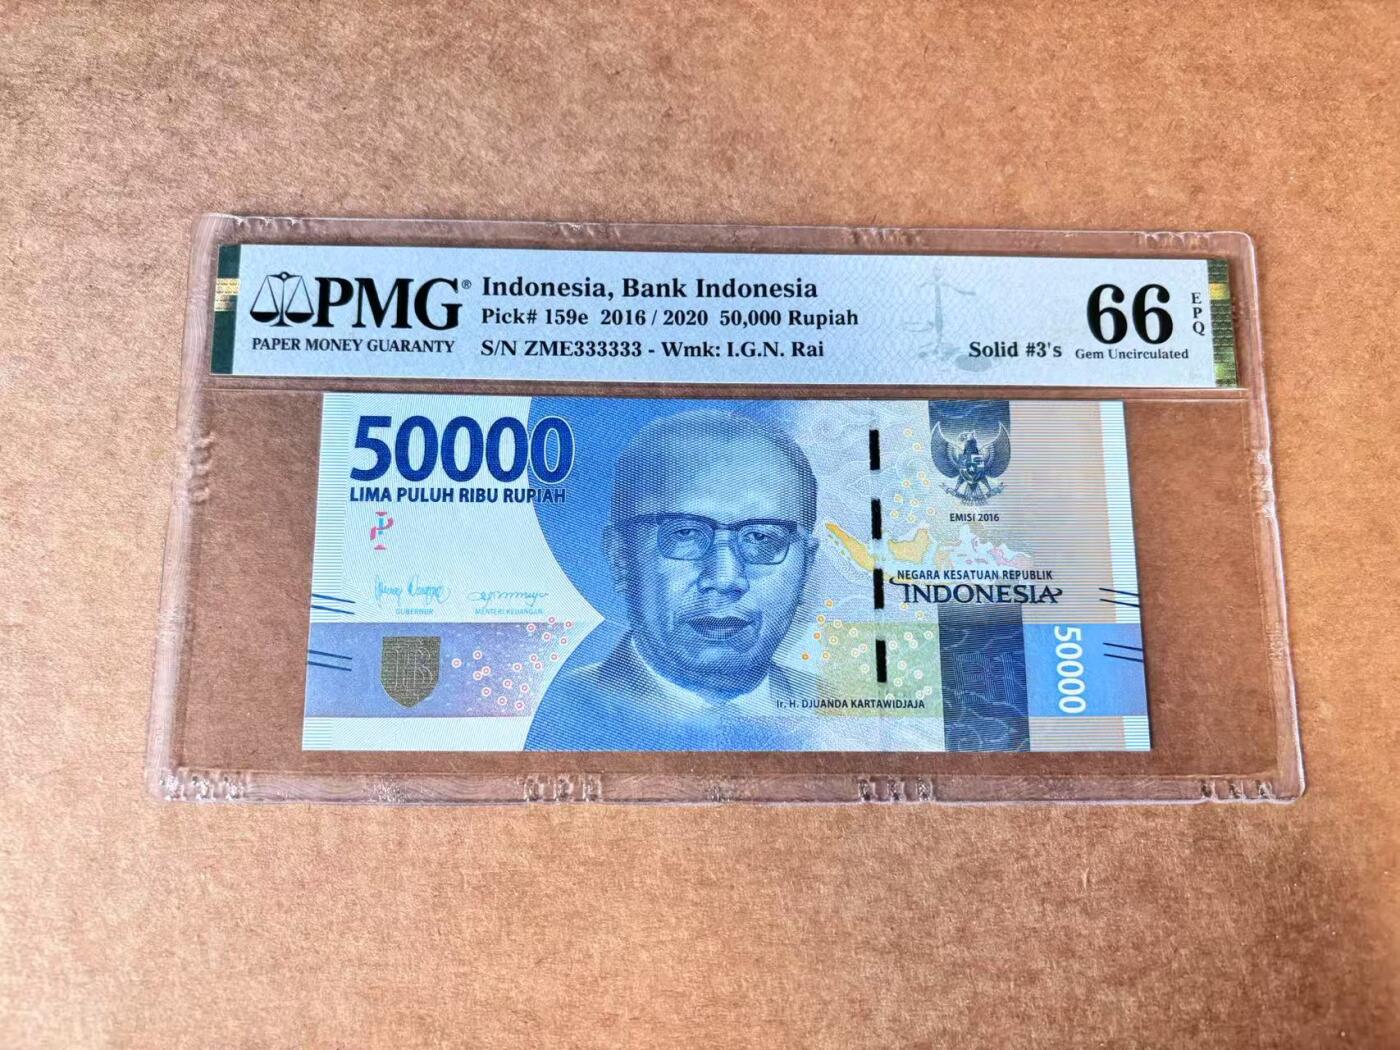 PMG®
PAPER MONEY GUARANTY
Indonesia, Bank Indonesia
Pick# 159e 2016 / 2020 50,000 Rupiah
S/N ZME333333 - Wmk: I.G.N. Rai
Solid #3's
66
EPQ
Gem Uncirculated
50000
LIMA PULUH RIBU RUPIAH
GUBERNUR
MENTERI KEUANGAN
EMISI 2016
NEGARA KESATUAN REPUBLIK
INDONESIA
50000
Ir. H. DJUANDA KARTAWIDJAJA